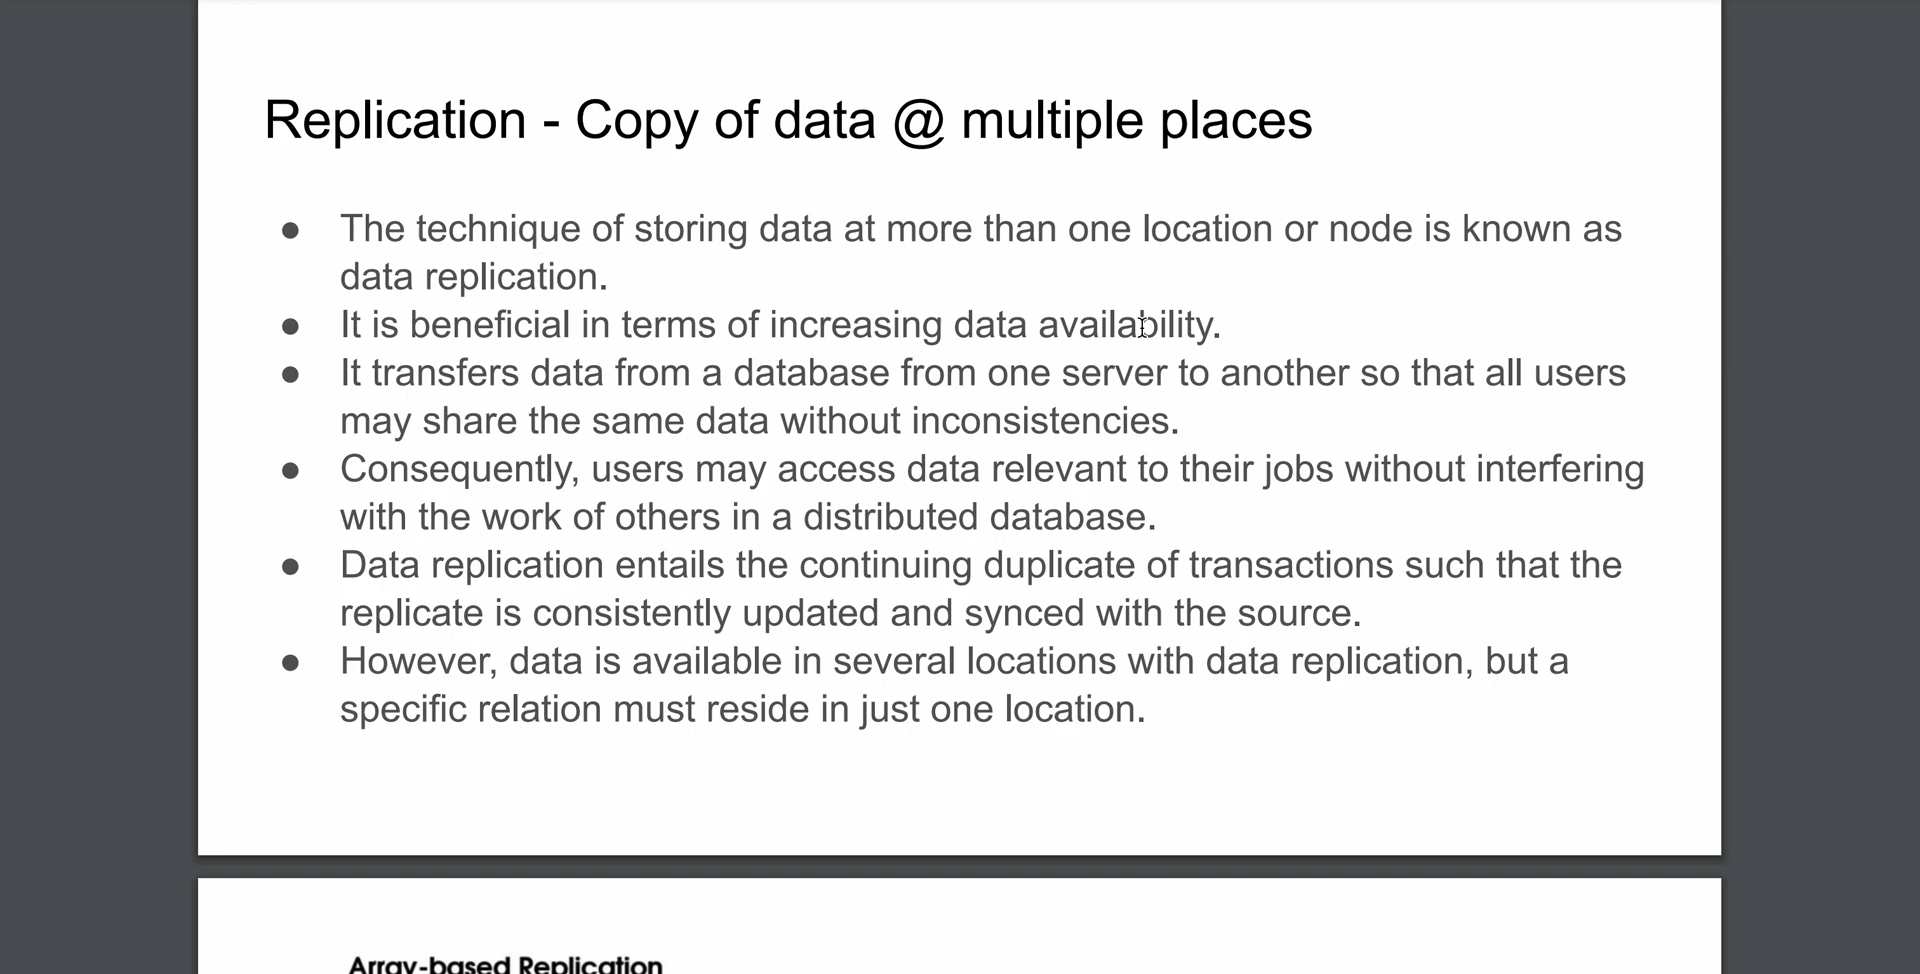 Replication - Copy of data @ multiple places
● The technique of storing data at more than one location or node is known as
data replication.
● It is beneficial in terms of increasing data availability.
● It transfers data from a database from one server to another so that all users
may share the same data without inconsistencies.
● Consequently, users may access data relevant to their jobs without interfering
with the work of others in a distributed database.
● Data replication entails the continuing duplicate of transactions such that the
replicate is consistently updated and synced with the source.
● However, data is available in several locations with data replication, but a
specific relation must reside in just one location.
Array-based Replication